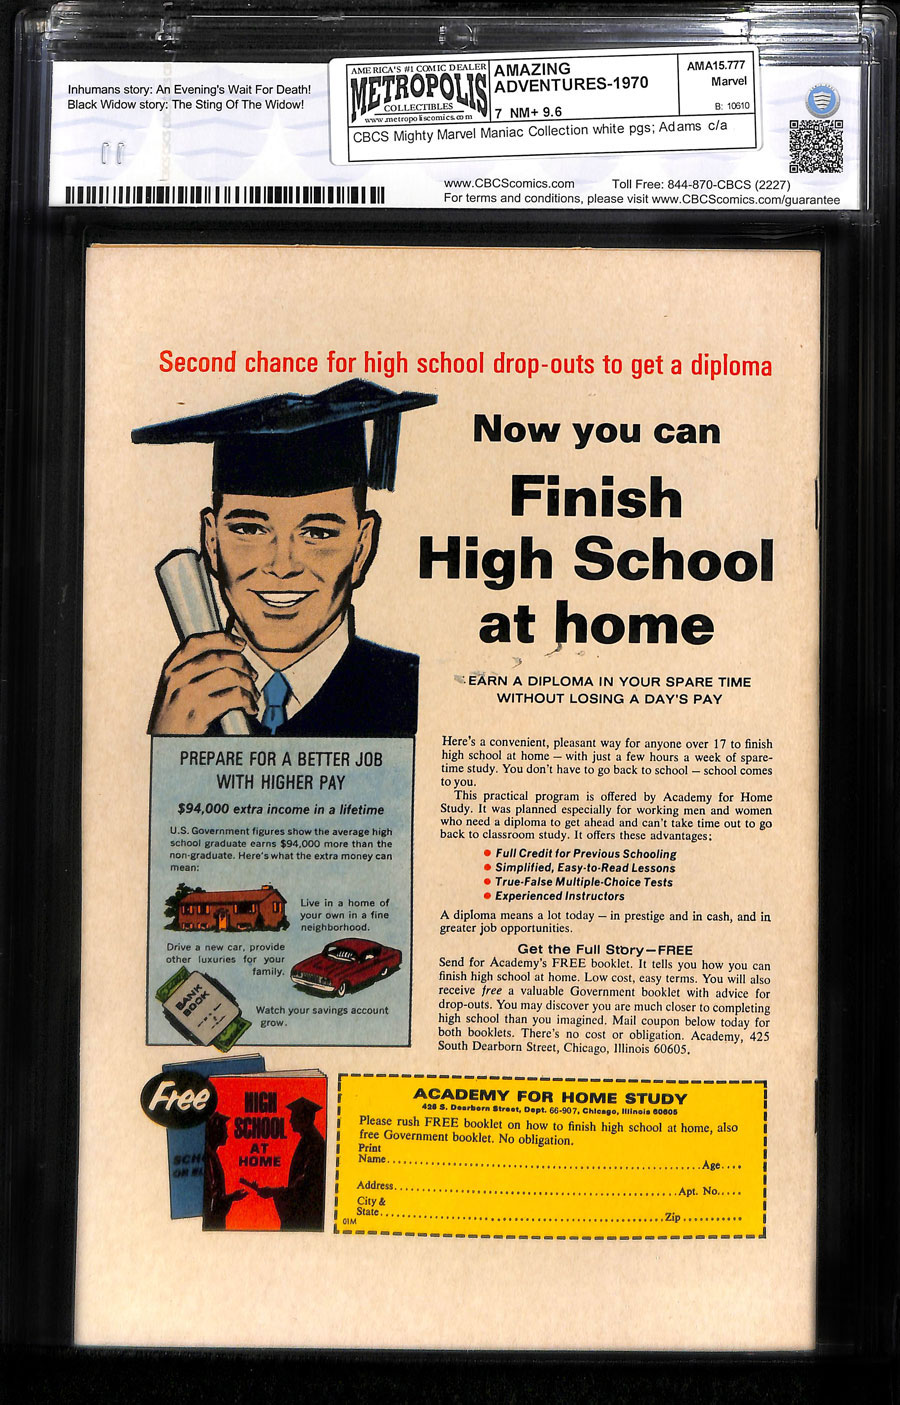 Inhumans story: An Evening's Wait For Death!
Black Widow story: The Sting Of The Widow!
AMERICA'S #1 COMIC DEALER
METROPOLIS
COLLECTIBLES
www.metropoliscomics.com
AMAZING
ADVENTURES-1970
7 NM+ 9.6
AMA15.777
Marvel
B: 10610
CBCS Mighty Marvel Maniac Collection white pgs; Adams c/a
www.CBCScomics.com Toll Free: 844-870-CBCS (2227)
For terms and conditions, please visit www.CBCScomics.com/guarantee
Second chance for high school drop-outs to get a diploma
Now you can
Finish
High School
at home
EARN A DIPLOMA IN YOUR SPARE TIME
WITHOUT LOSING A DAY'S PAY
PREPARE FOR A BETTER JOB
WITH HIGHER PAY
$94,000 extra income in a lifetime
U.S. Government figures show the average high
school graduate earns $94,000 more than the
non-graduate. Here's what the extra money can
mean:
Live in a home of
your own in a fine
neighborhood.
Drive a new car, provide
other luxuries for your
family.
BANK
BOOK
Watch your savings account
grow.
Here's a convenient, pleasant way for anyone over 17 to finish
high school at home — with just a few hours a week of spare-
time study. You don't have to go back to school — school comes
to you.
This practical program is offered by Academy for Home
Study. It was planned especially for working men and women
who need a diploma to get ahead and can't take time out to go
back to classroom study. It offers these advantages:
• Full Credit for Previous Schooling
• Simplified, Easy-to-Read Lessons
• True-False Multiple-Choice Tests
• Experienced Instructors
A diploma means a lot today — in prestige and in cash, and in
greater job opportunities.
Get the Full Story—FREE
Send for Academy's FREE booklet. It tells you how you can
finish high school at home. Low cost, easy terms. You will also
receive free a valuable Government booklet with advice for
drop-outs. You may discover you are much closer to completing
high school than you imagined. Mail coupon below today for
both booklets. There's no cost or obligation. Academy, 425
South Dearborn Street, Chicago, Illinois 60605.
Free
HIGH
SCHOOL
AT
HOME
ACADEMY FOR HOME STUDY
425 S. Dearborn Street, Dept. 66-907, Chicago, Illinois 60605
Please rush FREE booklet on how to finish high school at home, also
free Government booklet. No obligation.
Print
Name.......... Age....
Address.......... Apt. No.....
City &
State.......... Zip..........
01M